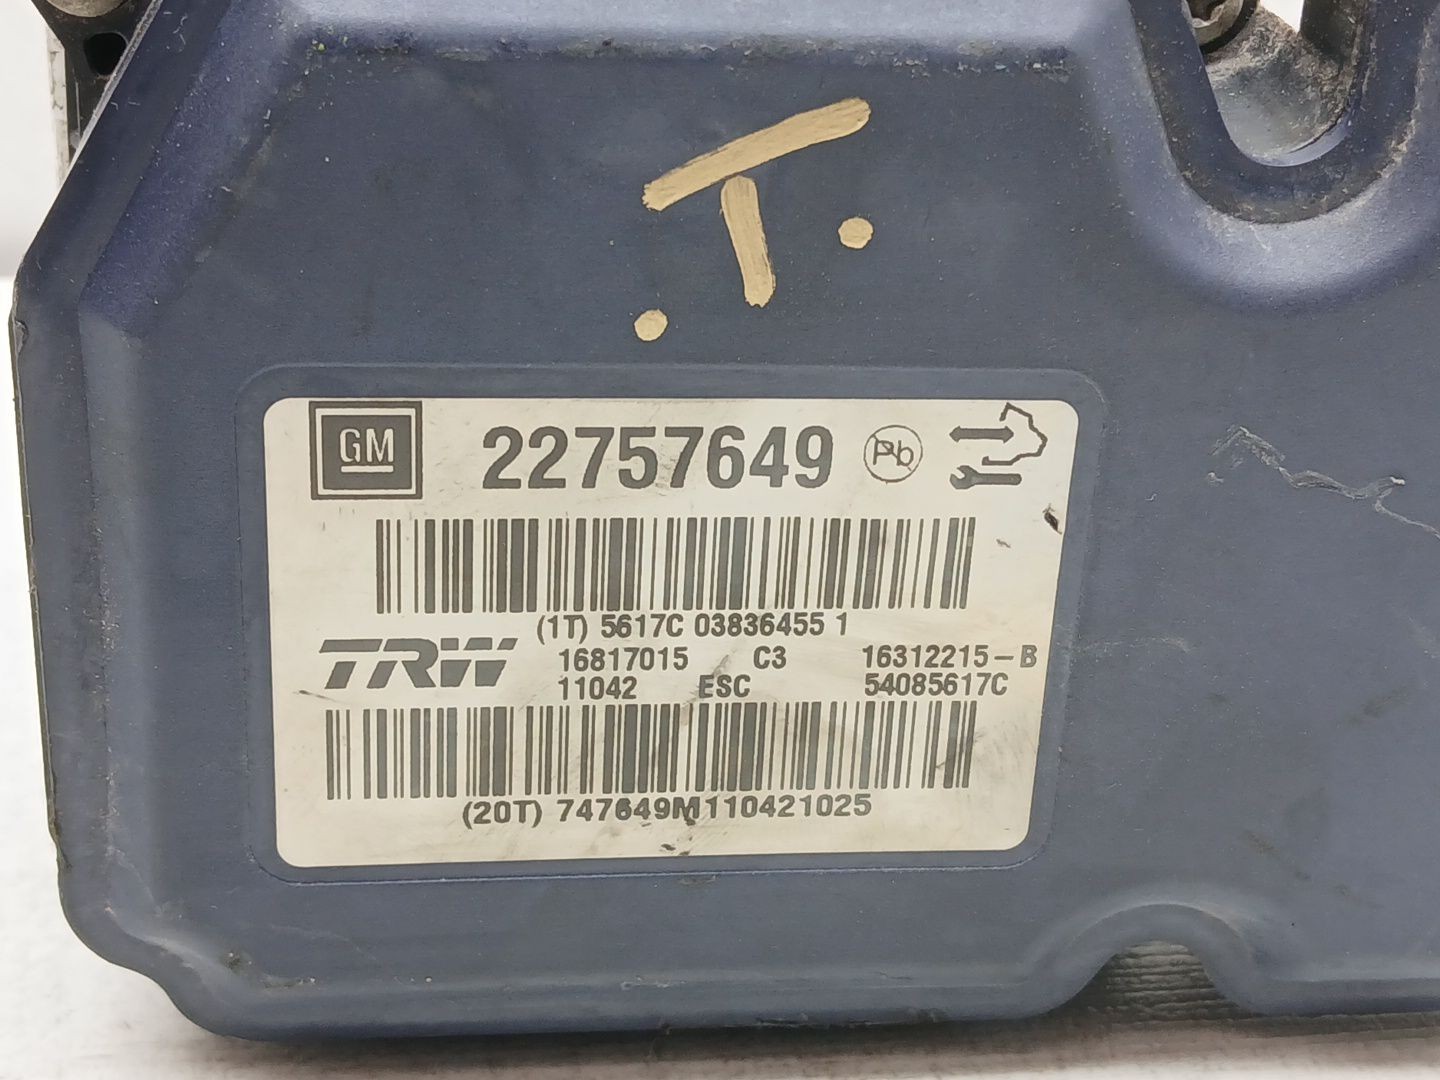 .T.
GM 22757649 Pb
(1T) 5617C 03836455 1
TRW 16817015 C3 16312215-B
11042 ESC 54085617C
(20T) 747649M110421025